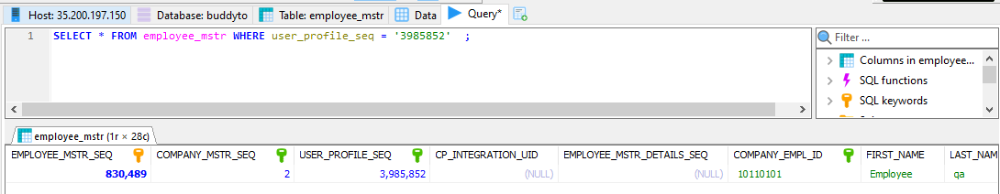 Host: 35.200.197.150 Database: buddyto Table: employee_mstr Data Query*
1 SELECT * FROM employee_mstr WHERE user_profile_seq = '3985852' ;
Filter ...
Columns in employee...
SQL functions
SQL keywords
employee_mstr (1r × 28c)
EMPLOYEE_MSTR_SEQ COMPANY_MSTR_SEQ USER_PROFILE_SEQ CP_INTEGRATION_UID EMPLOYEE_MSTR_DETAILS_SEQ COMPANY_EMPL_ID FIRST_NAME LAST_NAM
830,489 2 3,985,852 (NULL) (NULL) 10110101 Employee qa